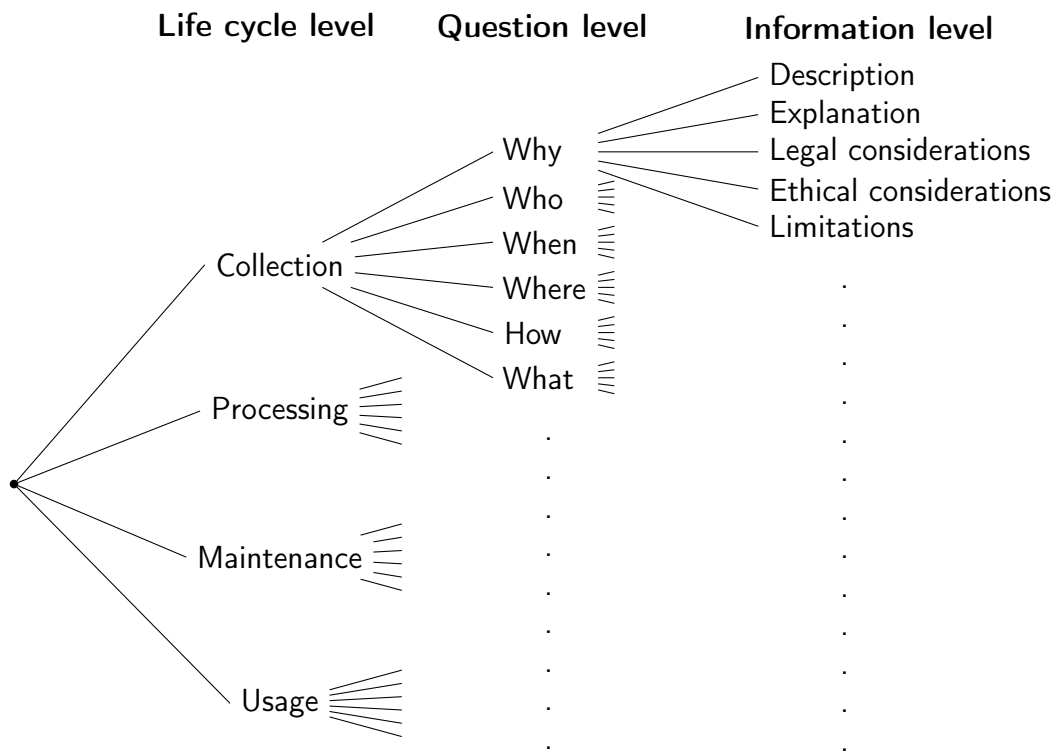 Life cycle level Question level Information level
Description
Explanation
Why
Legal considerations
Who
Ethical considerations
Limitations
When
Collection
Where
How
What
Processing
Maintenance
Usage